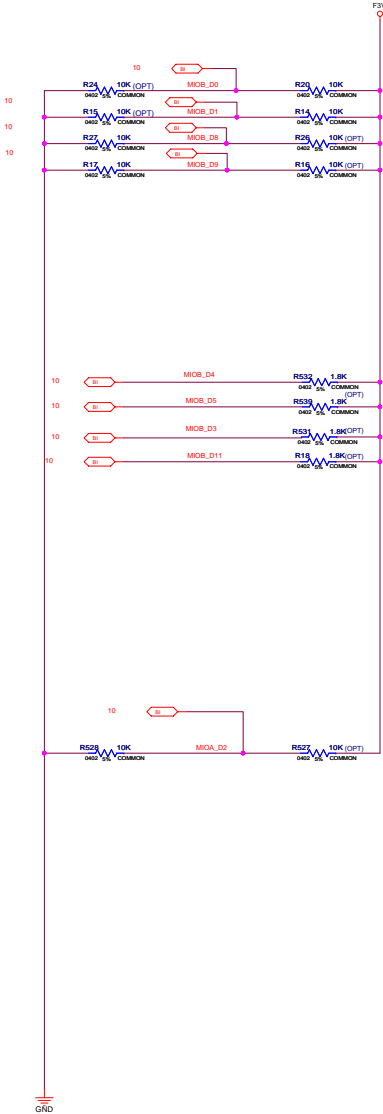 F3V
10
BI
R24 10K (OPT) MIOB_D0 R20 10K
0402 5% COMMON 0402 5% COMMON
10
BI
R15 10K (OPT) MIOB_D1 R14 10K
0402 5% COMMON 0402 5% COMMON
10
BI
R27 10K MIOB_D8 R26 10K (OPT)
0402 5% COMMON 0402 5% COMMON
10
BI
R17 10K MIOB_D9 R16 10K (OPT)
0402 5% COMMON 0402 5% COMMON
10 BI MIOB_D4 R532 1.8K
0402 5% COMMON
(OPT)
10 BI MIOB_D5 R539 1.8K
0402 5% COMMON
10 BI MIOB_D3 R531 1.8K (OPT)
0402 5% COMMON
10 BI MIOB_D11 R18 1.8K (OPT)
0402 5% COMMON
10 BI
R528 10K MIOA_D2 R527 10K (OPT)
0402 5% COMMON 0402 5% COMMON
GND